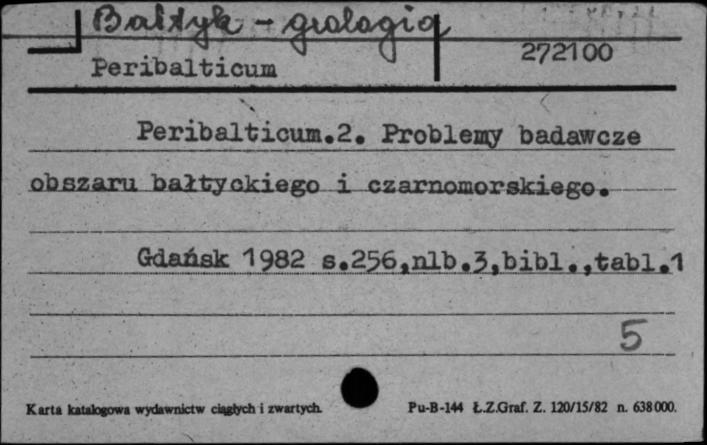 Bałtyk - geologia
272100
Peribalticum
Peribalticum.2. Problemy badawcze
obszaru bałtyckiego i czarnomorskiego.
Gdańsk 1982 s.256,nlb.3,bibl.,tabl.1
5
Karta katalogowa wydawnictw ciągłych i zwartych.
Pu-B-144 Ł.Z.Graf. Z. 120/15/82 n. 638000.